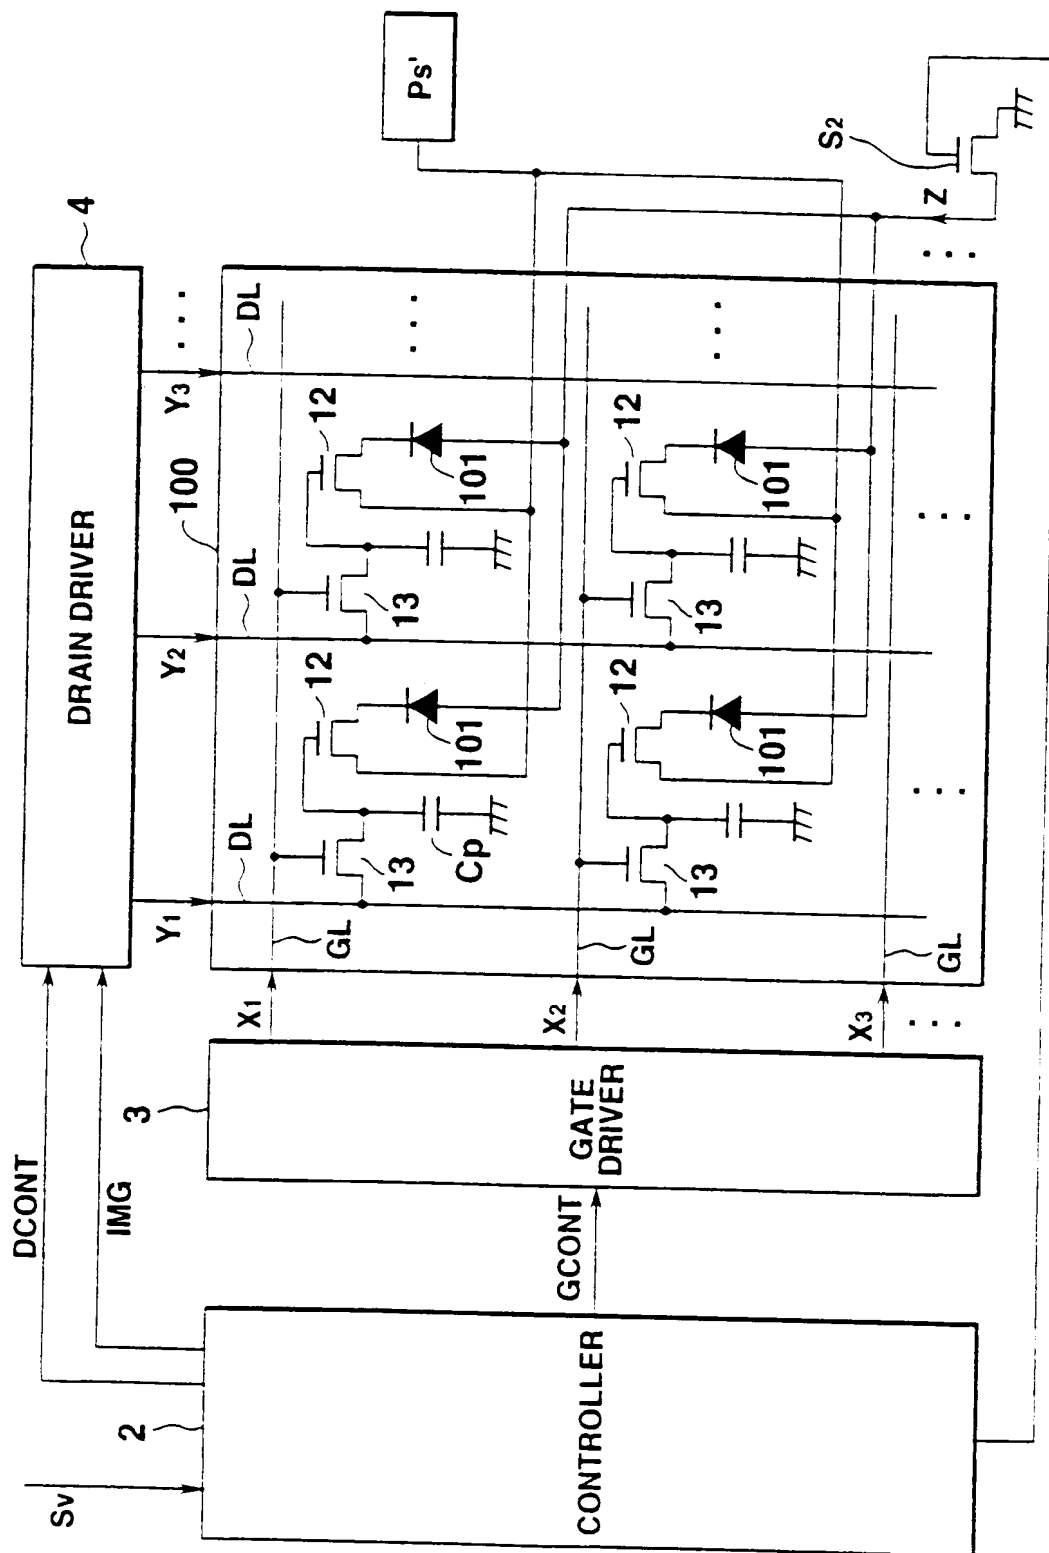 Sv
2
CONTROLLER
DCONT
IMG
GCONT
3
GATE
DRIVER
DRAIN DRIVER
4
X1
X2
X3
...
Y1
Y2
Y3
...
100
DL
DL
DL
GL
GL
GL
13
Cp
12
101
13
12
101
...
13
12
101
13
12
101
...
...
...
...
Ps'
S2
Z